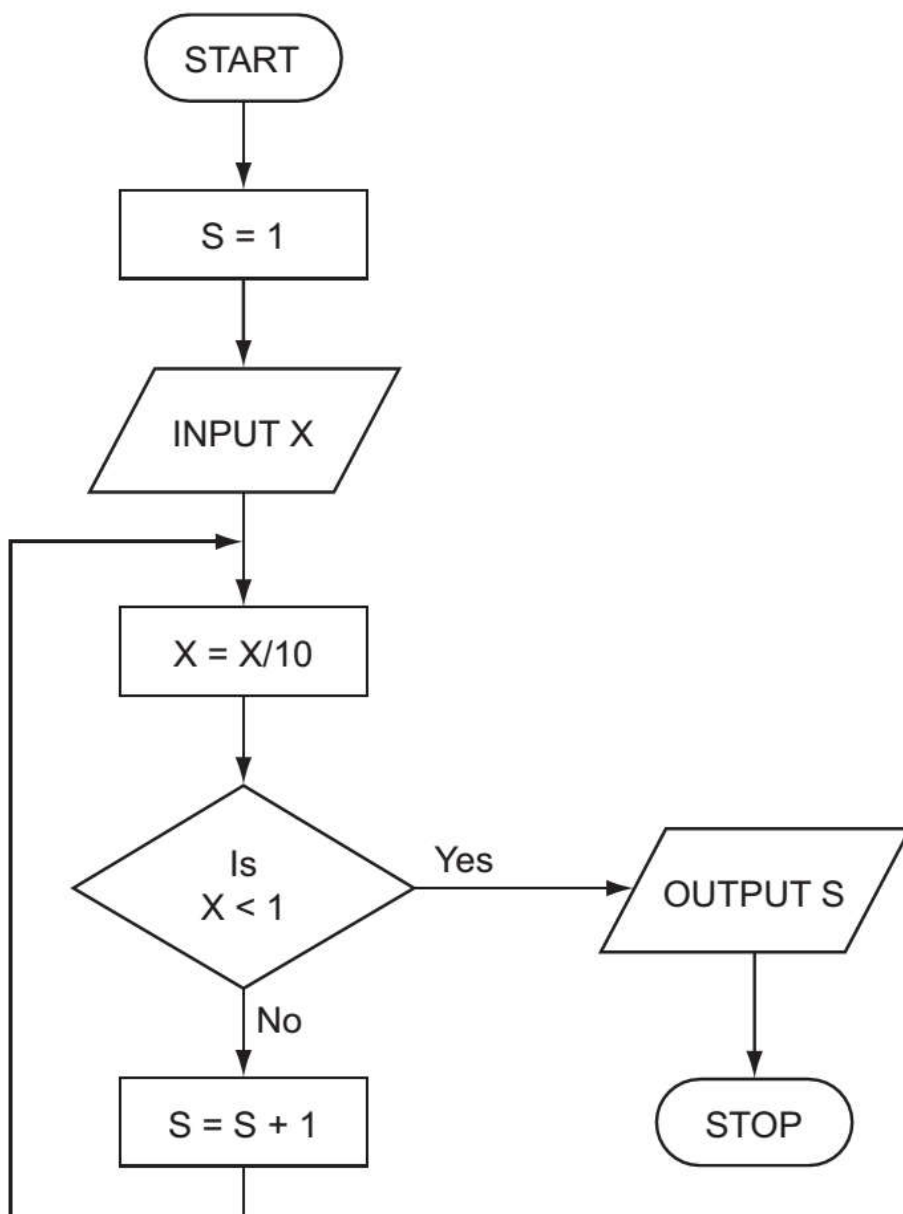 START
S = 1
INPUT X
X = X/10
Is
X < 1
Yes
OUTPUT S
No
S = S + 1
STOP